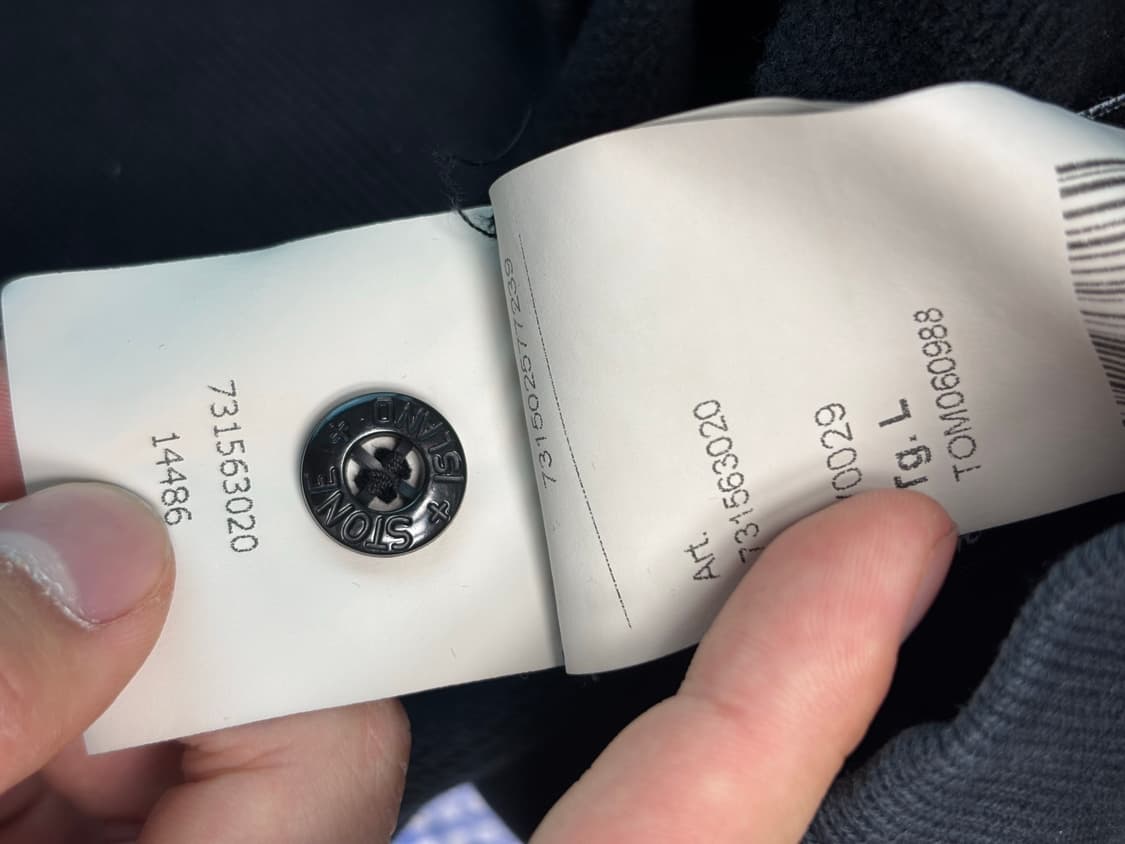 731563020
14486
STONE ISLAND
731502577239
Art.
731563020
V0029
Tg. L
TOM060988